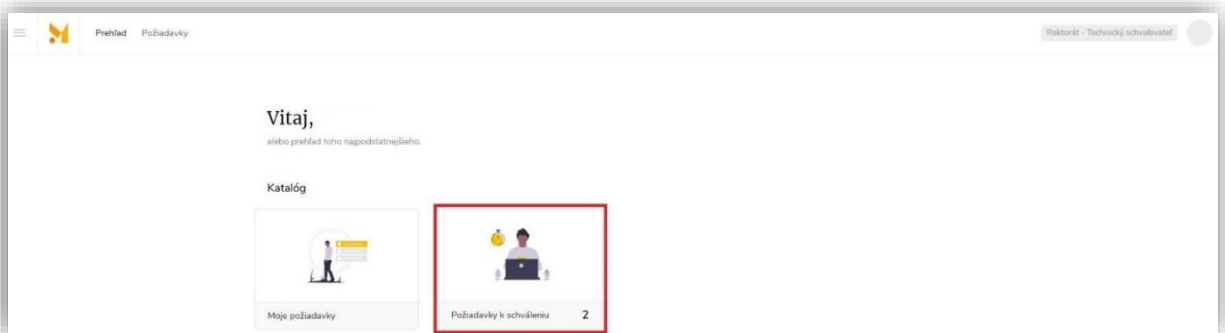 Prehľad Požiadavky Rektorát - Technický schvaľovateľ
Vitaj,
alebo prehľad toho najpodstatnejšieho.
Katalóg
Moje požiadavky
Požiadavky k schváleniu 2